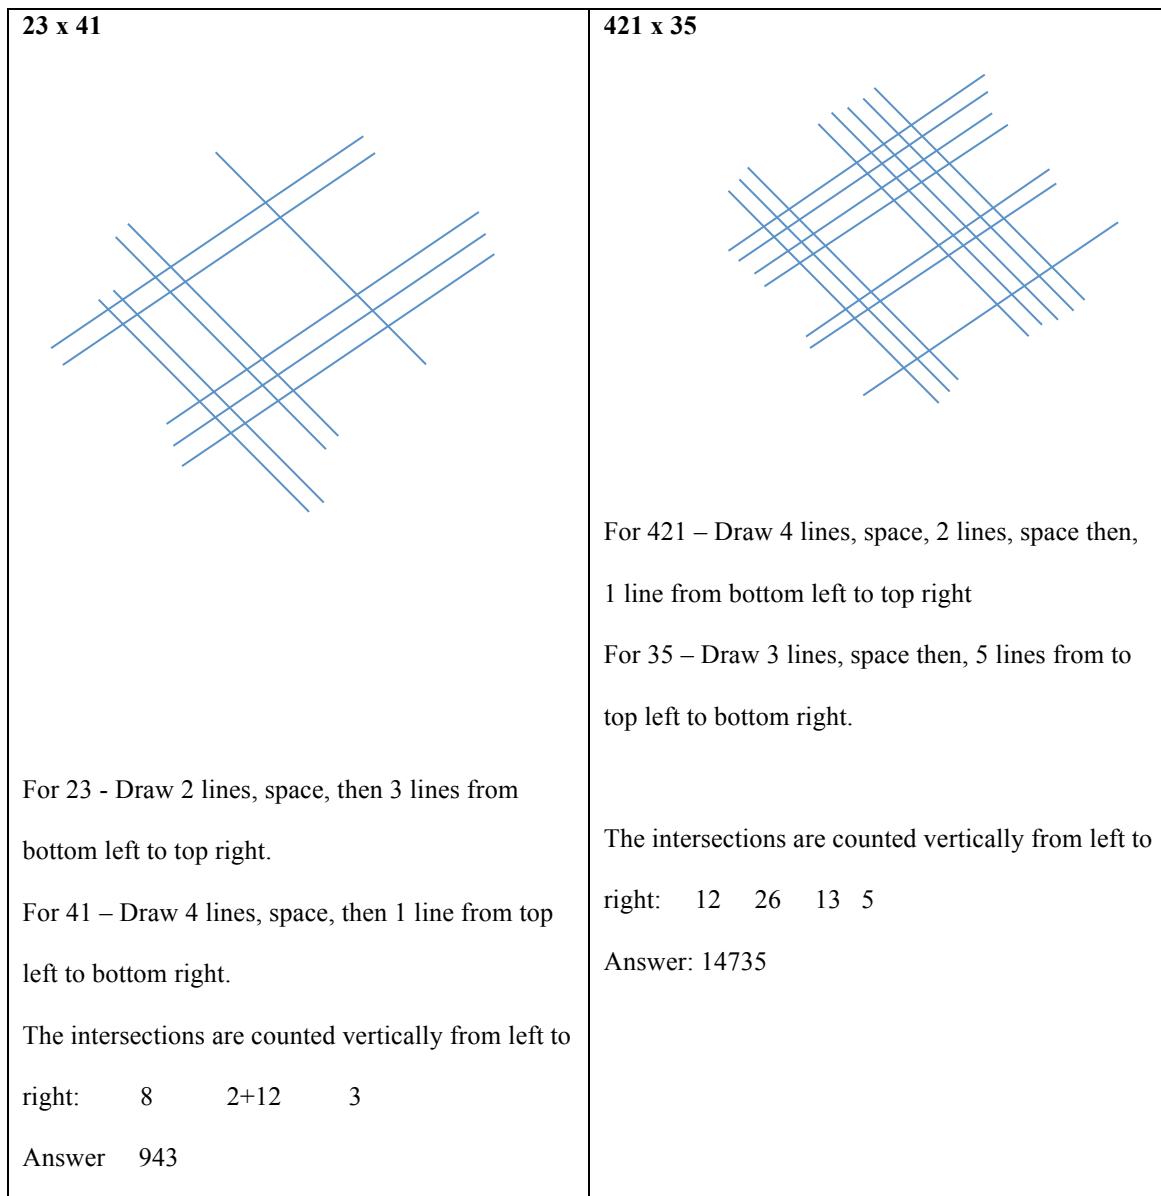 23 x 41
For 23 - Draw 2 lines, space, then 3 lines from
bottom left to top right.
For 41 – Draw 4 lines, space, then 1 line from top
left to bottom right.
The intersections are counted vertically from left to
right: 8 2+12 3
Answer 943
421 x 35
For 421 – Draw 4 lines, space, 2 lines, space then,
1 line from bottom left to top right
For 35 – Draw 3 lines, space then, 5 lines from to
top left to bottom right.
The intersections are counted vertically from left to
right: 12 26 13 5
Answer: 14735